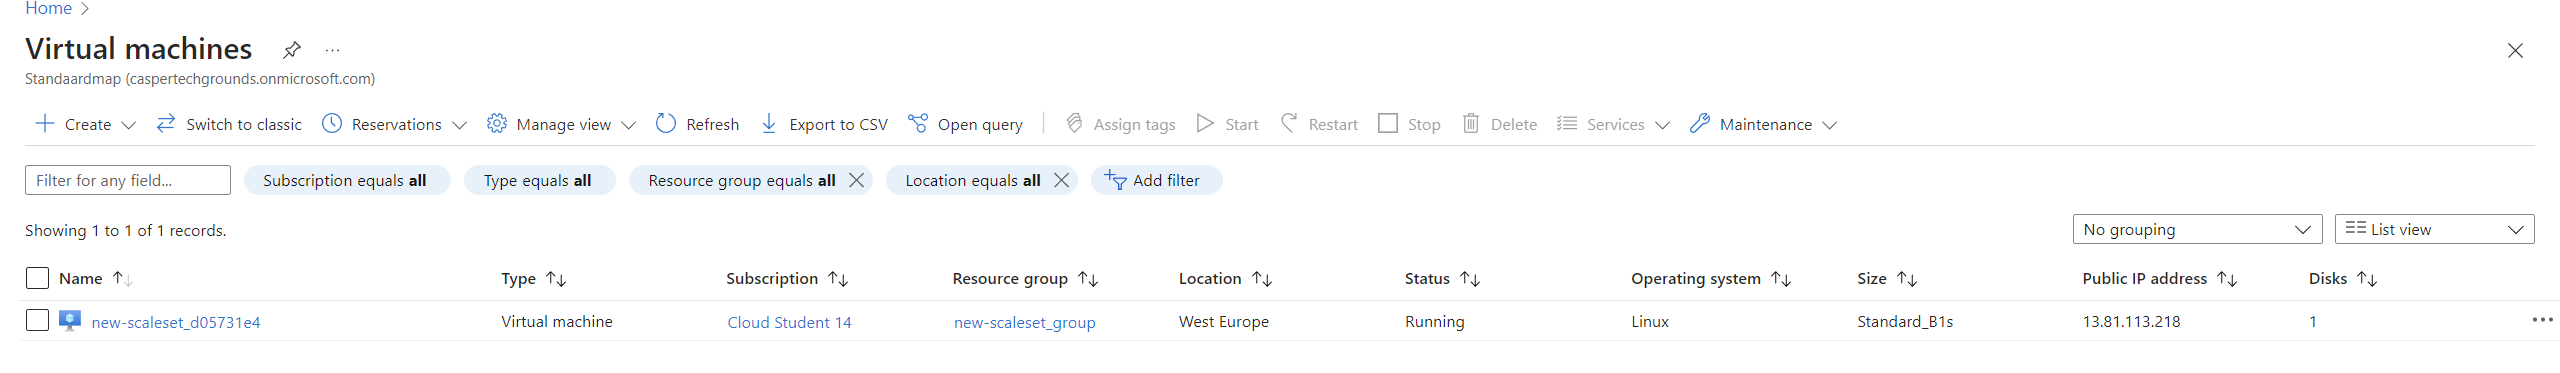 Home >
Virtual machines ...
Standaardmap (caspertechgrounds.onmicrosoft.com)
Create Switch to classic Reservations Manage view Refresh Export to CSV Open query Assign tags Start Restart Stop Delete Services Maintenance
Filter for any field... Subscription equals all Type equals all Resource group equals all Location equals all Add filter
Showing 1 to 1 of 1 records. No grouping List view
Name Type Subscription Resource group Location Status Operating system Size Public IP address Disks
new-scaleset_d05731e4 Virtual machine Cloud Student 14 new-scaleset_group West Europe Running Linux Standard_B1s 13.81.113.218 1 ...